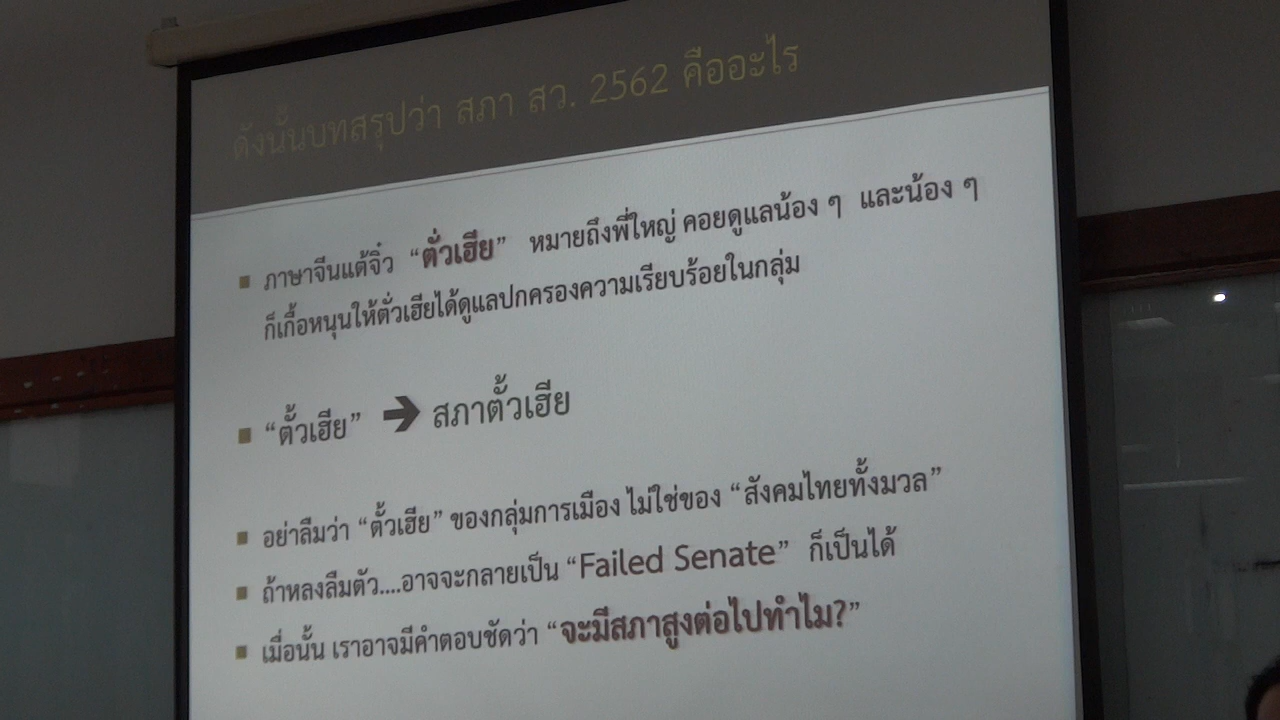 ดังนั้นบทสรุปว่า สภา สว. 2562 คืออะไร
▪ ภาษาจีนแต้จิ๋ว “ตั่วเฮีย” หมายถึงพี่ใหญ่ คอยดูแลน้อง ๆ และน้อง ๆ
ก็เกื้อหนุนให้ตั่วเฮียได้ดูแลปกครองความเรียบร้อยในกลุ่ม
▪ “ตั้วเฮีย” ➔ สภาตั้วเฮีย
▪ อย่าลืมว่า “ตั้วเฮีย” ของกลุ่มการเมือง ไม่ใช่ของ “สังคมไทยทั้งมวล”
▪ ถ้าหลงลืมตัว....อาจจะกลายเป็น “Failed Senate” ก็เป็นได้
▪ เมื่อนั้น เราอาจมีคำตอบชัดว่า “จะมีสภาสูงต่อไปทำไม?”